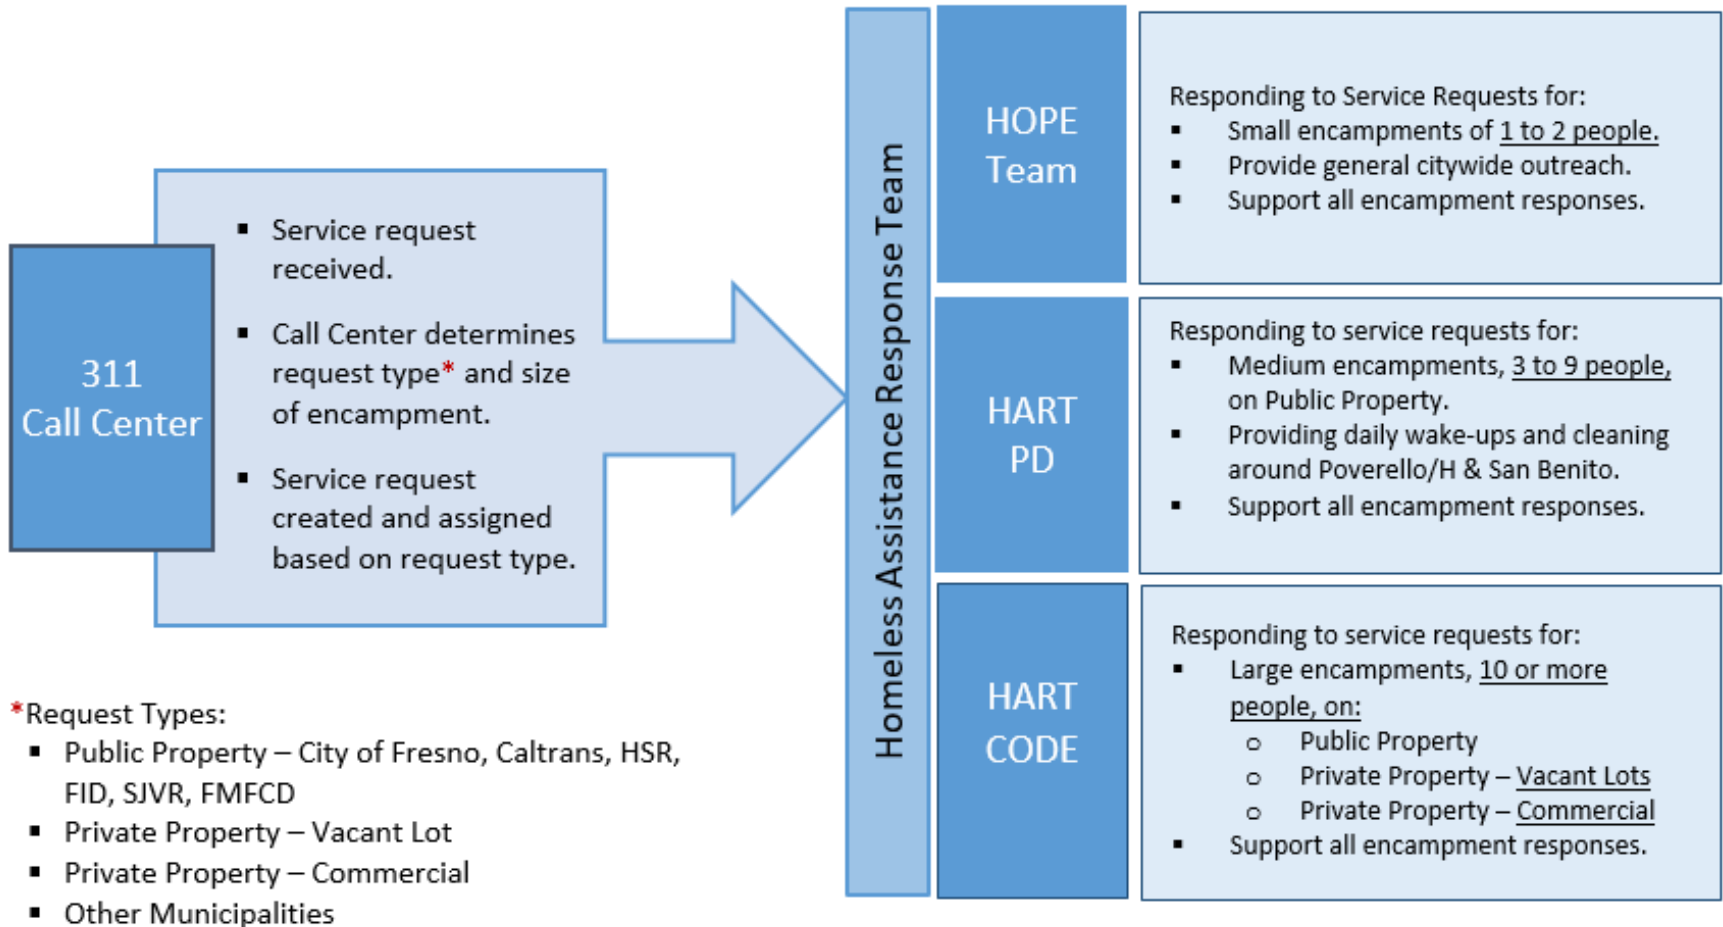 311
Call Center
▪ Service request
received.
▪ Call Center determines
request type* and size
of encampment.
▪ Service request
created and assigned
based on request type.
*Request Types:
▪ Public Property – City of Fresno, Caltrans, HSR,
FID, SJVR, FMFCD
▪ Private Property – Vacant Lot
▪ Private Property – Commercial
▪ Other Municipalities
Homeless Assistance Response Team
HOPE
Team
Responding to Service Requests for:
▪ Small encampments of 1 to 2 people.
▪ Provide general citywide outreach.
▪ Support all encampment responses.
HART
PD
Responding to service requests for:
▪ Medium encampments, 3 to 9 people,
on Public Property.
▪ Providing daily wake-ups and cleaning
around Poverello/H & San Benito.
▪ Support all encampment responses.
HART
CODE
Responding to service requests for:
▪ Large encampments, 10 or more
people, on:
o Public Property
o Private Property – Vacant Lots
o Private Property – Commercial
▪ Support all encampment responses.